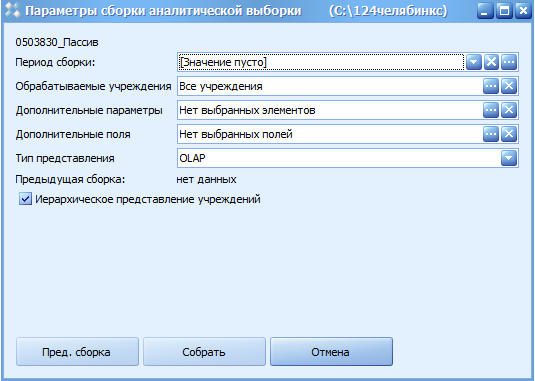 Параметры сборки аналитической выборки (C:\124челябинкс)
0503830_Пассив
Период сборки: [Значение пусто]
Обрабатываемые учреждения Все учреждения
Дополнительные параметры Нет выбранных элементов
Дополнительные поля Нет выбранных полей
Тип представления OLAP
Предыдущая сборка: нет данных
Иерархическое представление учреждений
Пред. сборка Собрать Отмена